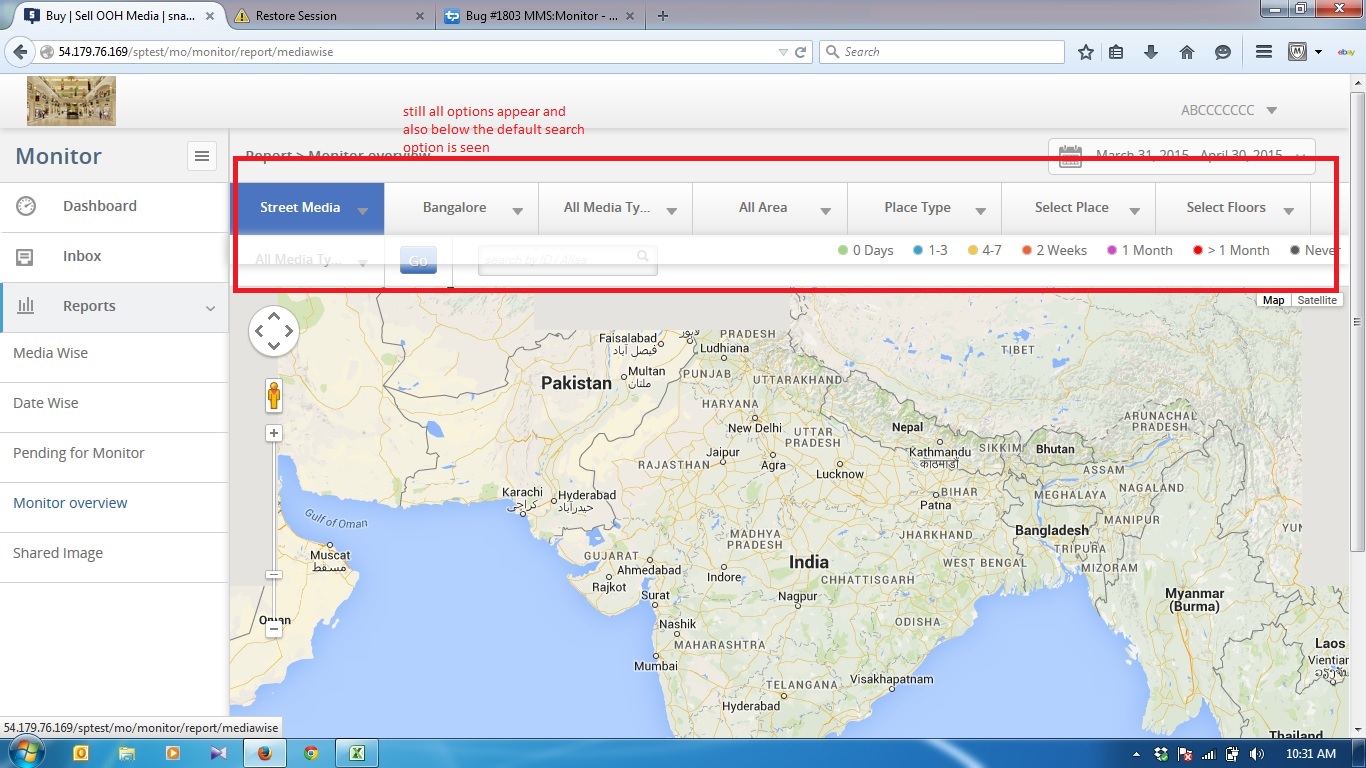 Buy | Sell OOH Media | sna...
Restore Session
Bug #1803 MMS:Monitor - ...
54.179.76.169/sptest/mo/monitor/report/mediawise
Search
ebay
still all options appear and
also below the default search
option is seen
ABCCCCCCC
Monitor
Report > Monitor overview
March 31, 2015 - April 30, 2015
Dashboard
Inbox
Reports
Media Wise
Date Wise
Pending for Monitor
Monitor overview
Shared Image
Street Media
Bangalore
All Media Ty...
All Area
Place Type
Select Place
Select Floors
All Media Ty...
Go
search by ID / Alias
0 Days
1-3
4-7
2 Weeks
1 Month
> 1 Month
Never
Map
Satellite
Faisalabad
فیصل آباد
لاہور
PRADESH
Ludhiana
TIBET
Multan
ملتان
Pakistan
PUNJAB
UTTARAKHAND
HARYANA
New Delhi
Nepal
ARUNACHAL
PRADESH
UTTAR
PRADESH
Kathmandu
काठमाडौं
SIKKIM
Bhutan
Jaipur
Agra
Lucknow
RAJASTHAN
ASSAM
NAGALAND
Karachi
كراچى
Hyderabad
حیدرآباد
BIHAR
Patna
MEGHALAYA
Gulf of Oman
Bangladesh
MANIPUR
YUN
MADHYA
PRADESH
JHARKHAND
TRIPURA
Muscat
مسقط
GUJARAT
Ahmedabad
Indore
India
WEST BENGAL
MIZORAM
Rajkot
CHHATTISGARH
Surat
Nagpur
Myanmar
(Burma)
Oman
Nashik
ODISHA
MAHARASHTRA
Laos
Mumbai
Vientian
Visakhapatnam
TELANGANA
Hyderabad
Thailand
54.179.76.169/sptest/mo/monitor/report/mediawise
10:31 AM